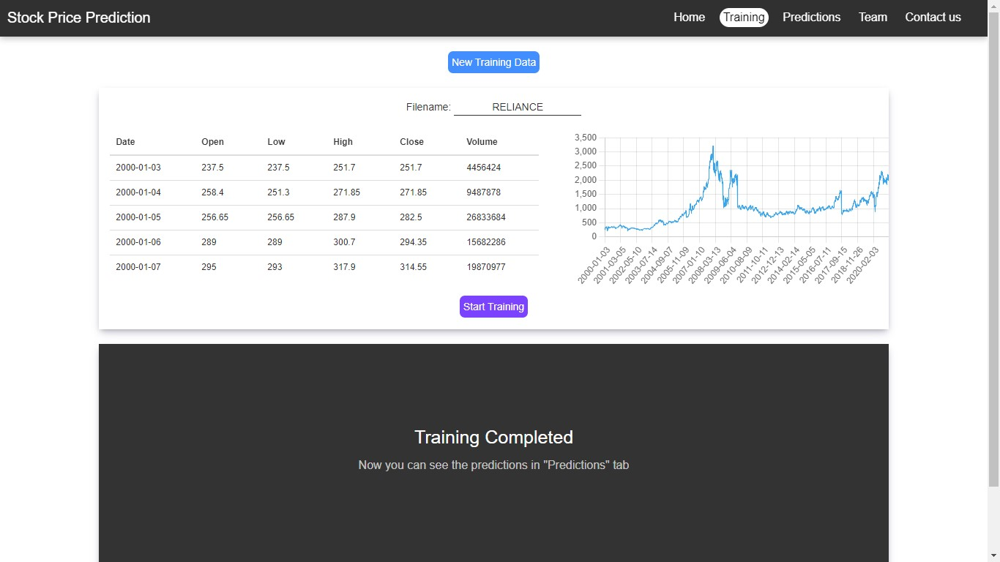 Stock Price Prediction
Home Training Predictions Team Contact us
New Training Data
Filename: RELIANCE
Date Open Low High Close Volume
2000-01-03 237.5 237.5 251.7 251.7 4456424
2000-01-04 258.4 251.3 271.85 271.85 9487878
2000-01-05 256.65 256.65 287.9 282.5 26833684
2000-01-06 289 289 300.7 294.35 15682286
2000-01-07 295 293 317.9 314.55 19870977
3,500
3,000
2,500
2,000
1,500
1,000
500
0
2000-01-03
2001-03-05
2002-05-10
2003-07-14
2004-09-07
2005-11-09
2007-01-10
2008-03-13
2009-06-04
2010-08-09
2011-10-11
2012-12-13
2014-02-14
2015-05-05
2016-07-11
2017-09-15
2018-11-26
2020-02-03
Start Training
Training Completed
Now you can see the predictions in "Predictions" tab